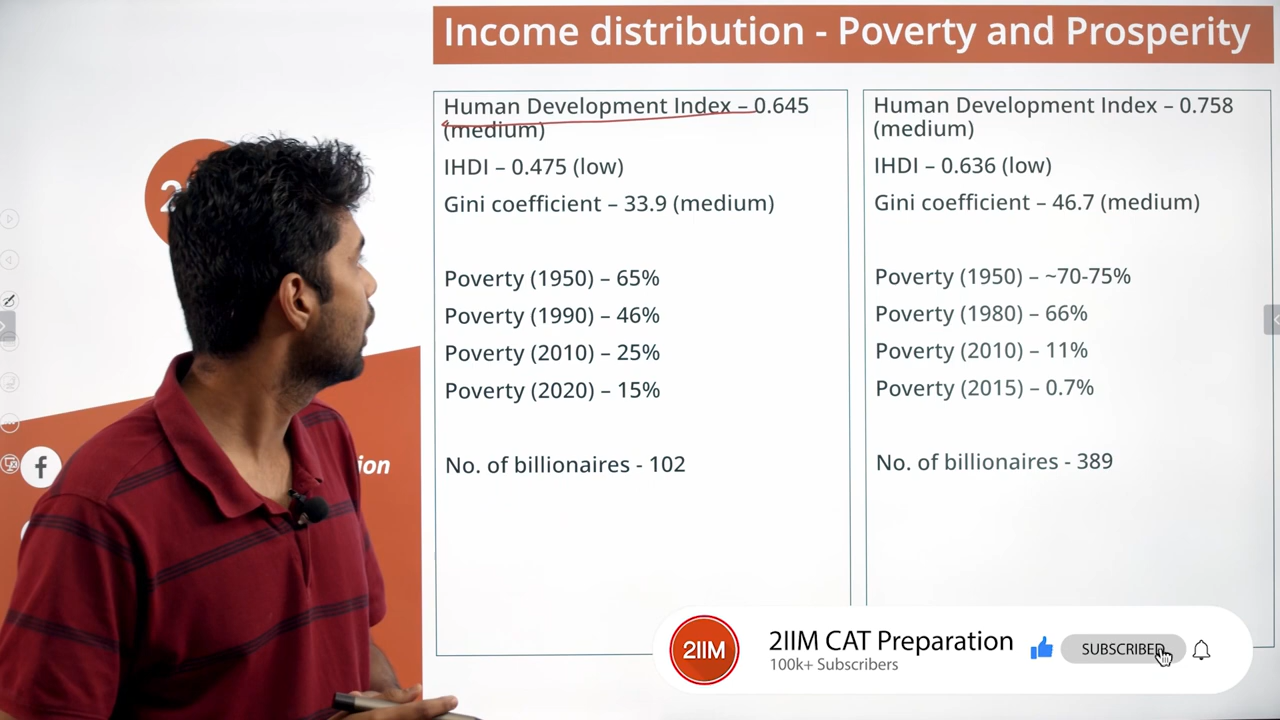 Income distribution - Poverty and Prosperity
Human Development Index – 0.645
(medium)
IHDI – 0.475 (low)
Gini coefficient – 33.9 (medium)
Poverty (1950) – 65%
Poverty (1990) – 46%
Poverty (2010) – 25%
Poverty (2020) – 15%
No. of billionaires - 102
Human Development Index – 0.758
(medium)
IHDI – 0.636 (low)
Gini coefficient – 46.7 (medium)
Poverty (1950) – ~70-75%
Poverty (1980) – 66%
Poverty (2010) – 11%
Poverty (2015) – 0.7%
No. of billionaires - 389
2IIM
2IIM CAT Preparation
100k+ Subscribers
SUBSCRIBED